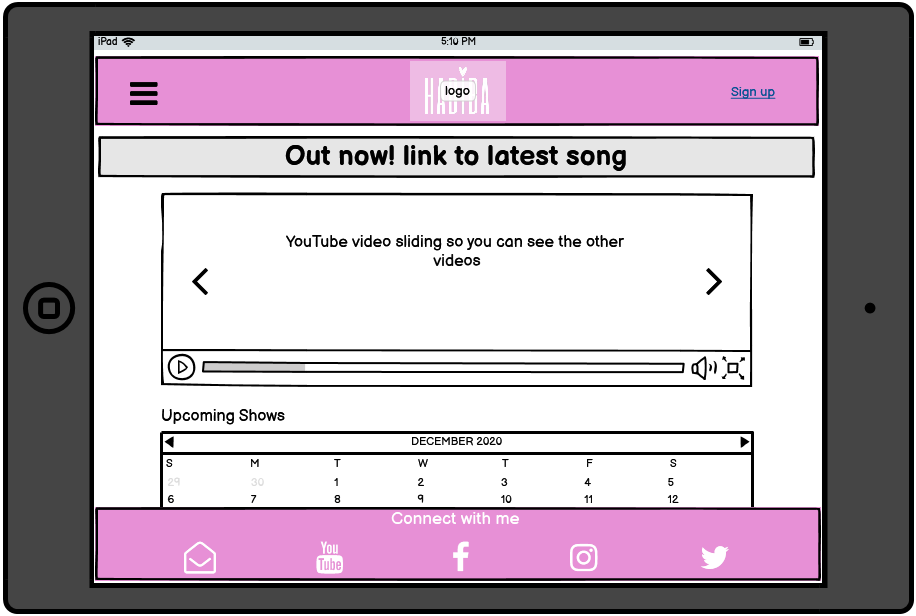 iPad 5:10 PM
HABIBA
logo
Sign up
Out now! link to latest song
YouTube video sliding so you can see the other
videos
Upcoming Shows
DECEMBER 2020
S M T W T F S
29 30 1 2 3 4 5
6 7 8 9 10 11 12
Connect with me
You
Tube